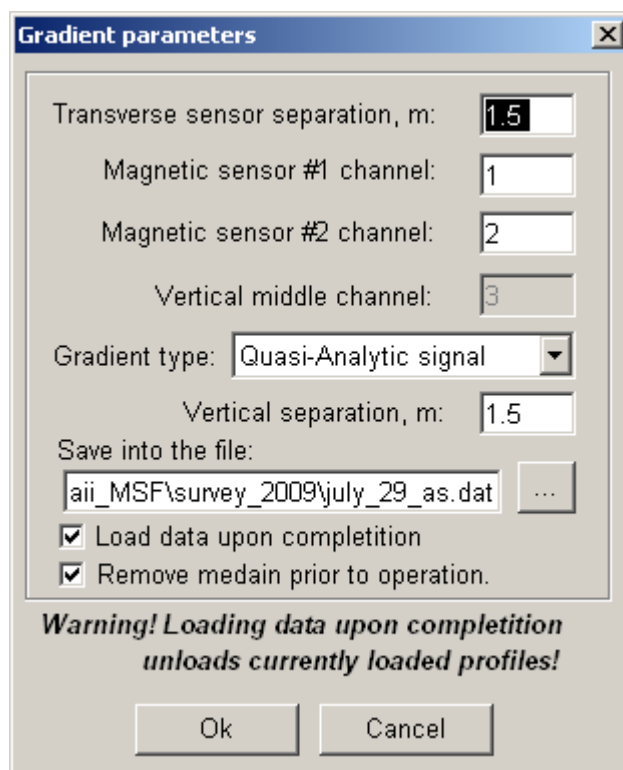 Gradient parameters
Transverse sensor separation, m: 1.5
Magnetic sensor #1 channel: 1
Magnetic sensor #2 channel: 2
Vertical middle channel: 3
Gradient type: Quasi-Analytic signal
Vertical separation, m: 1.5
Save into the file:
aii_MSF\survey_2009\july_29_as.dat ...
Load data upon completition
Remove medain prior to operation.
Warning! Loading data upon completition
unloads currently loaded profiles!
Ok Cancel